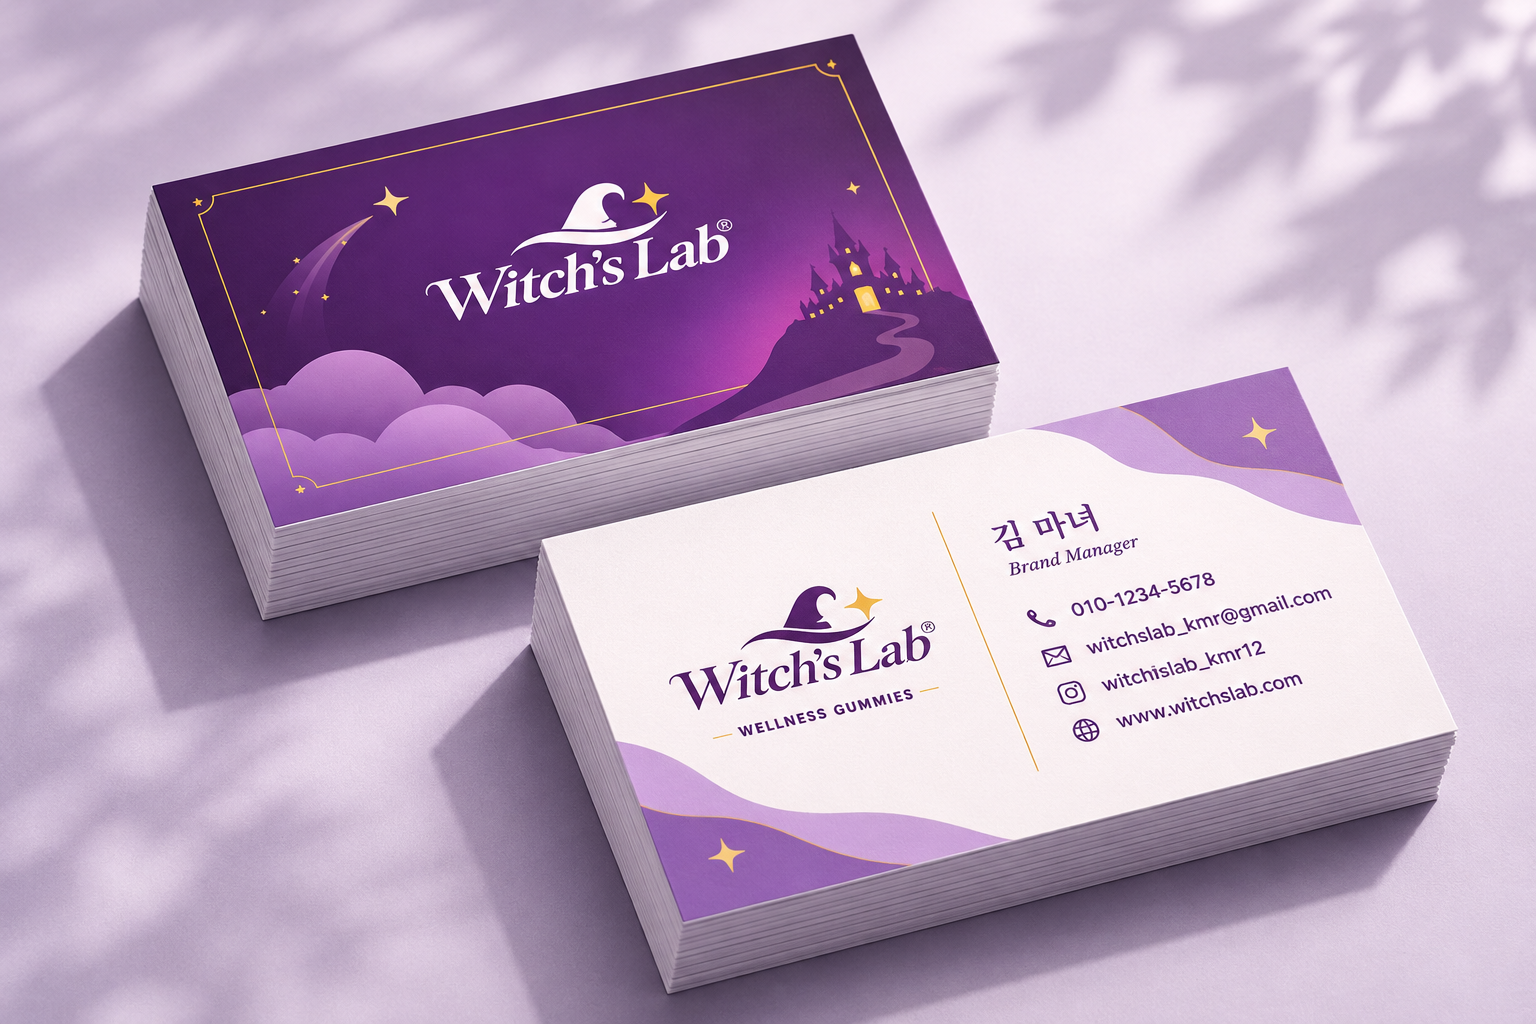 Witch's Lab®
Witch's Lab®
WELLNESS GUMMIES
김 마녀
Brand Manager
010-1234-5678
witchslab_kmr@gmail.com
witchislab_kmr12
www.witchslab.com